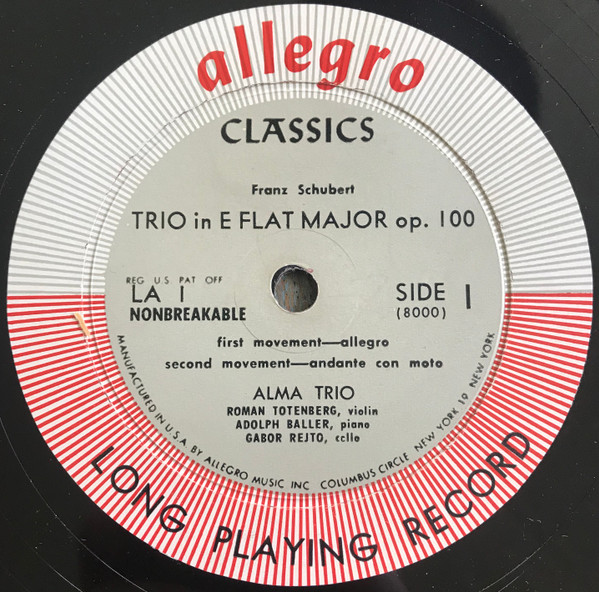 allegro
CLASSICS
Franz Schubert
TRIO in E FLAT MAJOR op. 100
REG U.S. PAT OFF
LA 1
NONBREAKABLE
SIDE 1
(8000)
first movement—allegro
second movement—andante con moto
ALMA TRIO
ROMAN TOTENBERG, violin
ADOLPH BALLER, piano
GABOR REJTO, cello
MANUFACTURED IN U.S.A. BY ALLEGRO MUSIC INC COLUMBUS CIRCLE NEW YORK 19 NEW YORK
LONG PLAYING RECORD